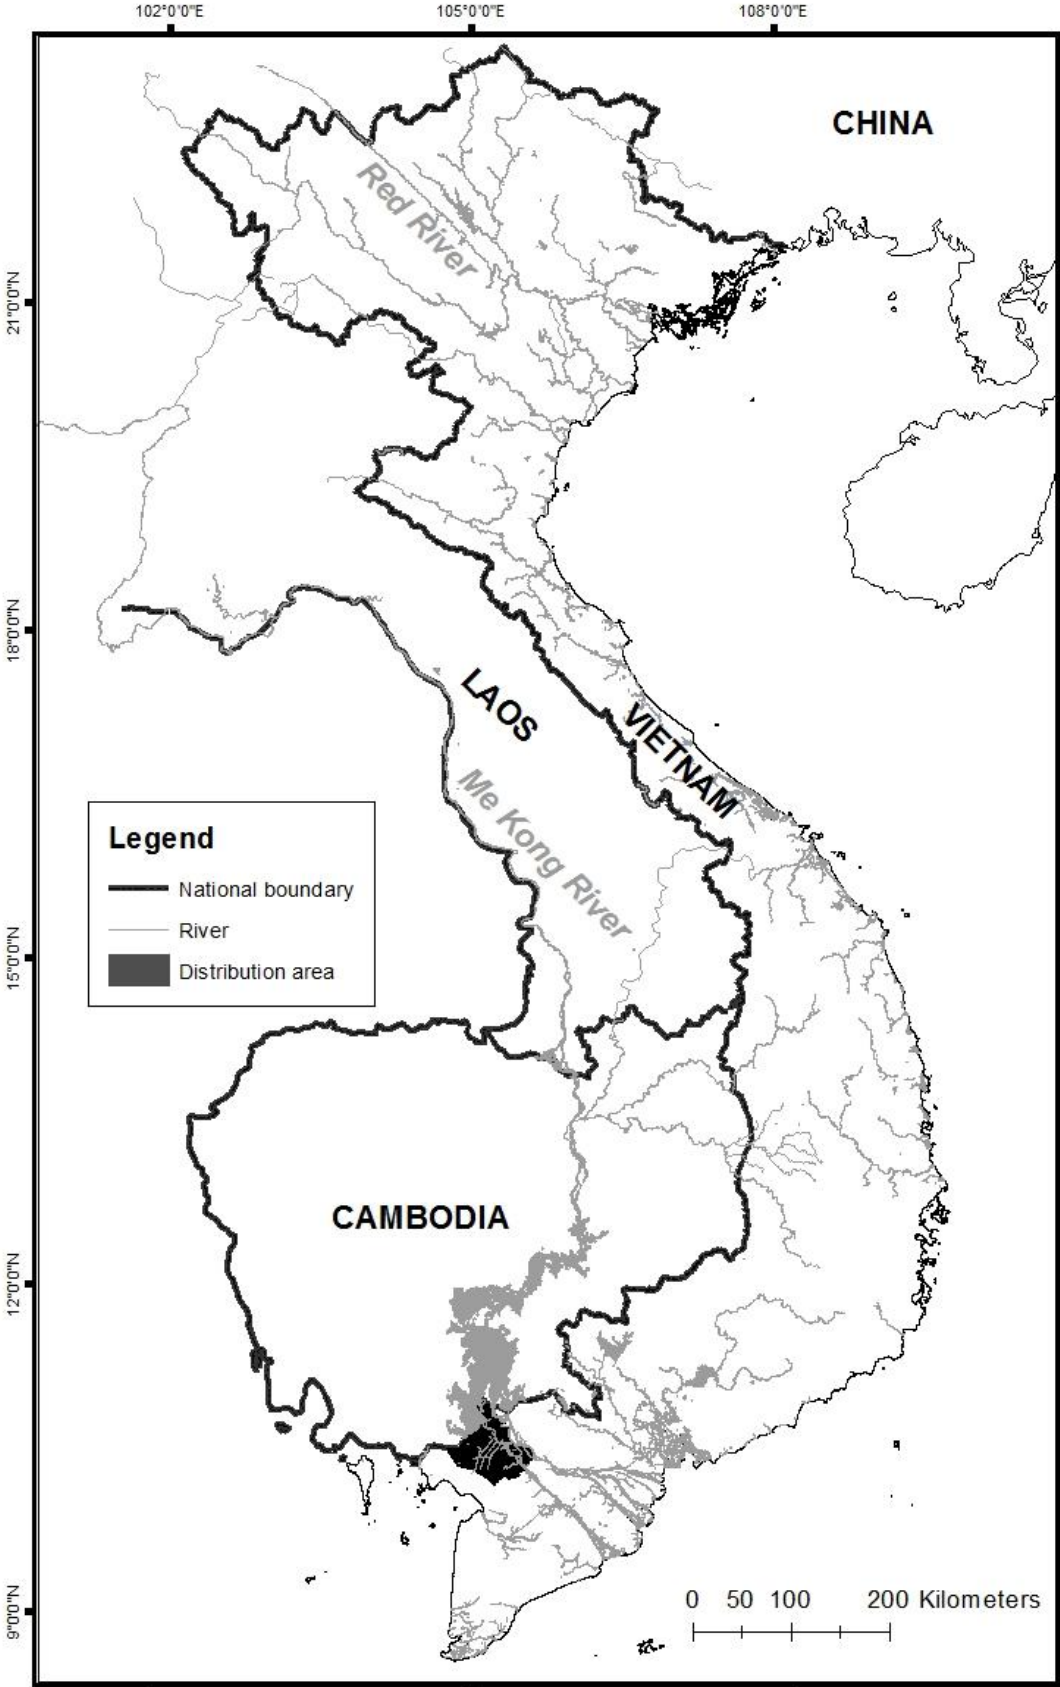 102°0'0"E 105°0'0"E 108°0'0"E
CHINA
Red River
21°0'0"N
18°0'0"N
LAOS
VIETNAM
Me Kong River
Legend
National boundary
River
Distribution area
15°0'0"N
CAMBODIA
12°0'0"N
9°0'0"N
0 50 100 200 Kilometers